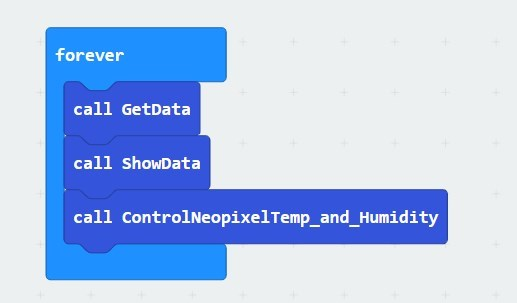 forever
call GetData
call ShowData
call ControlNeopixelTemp_and_Humidity